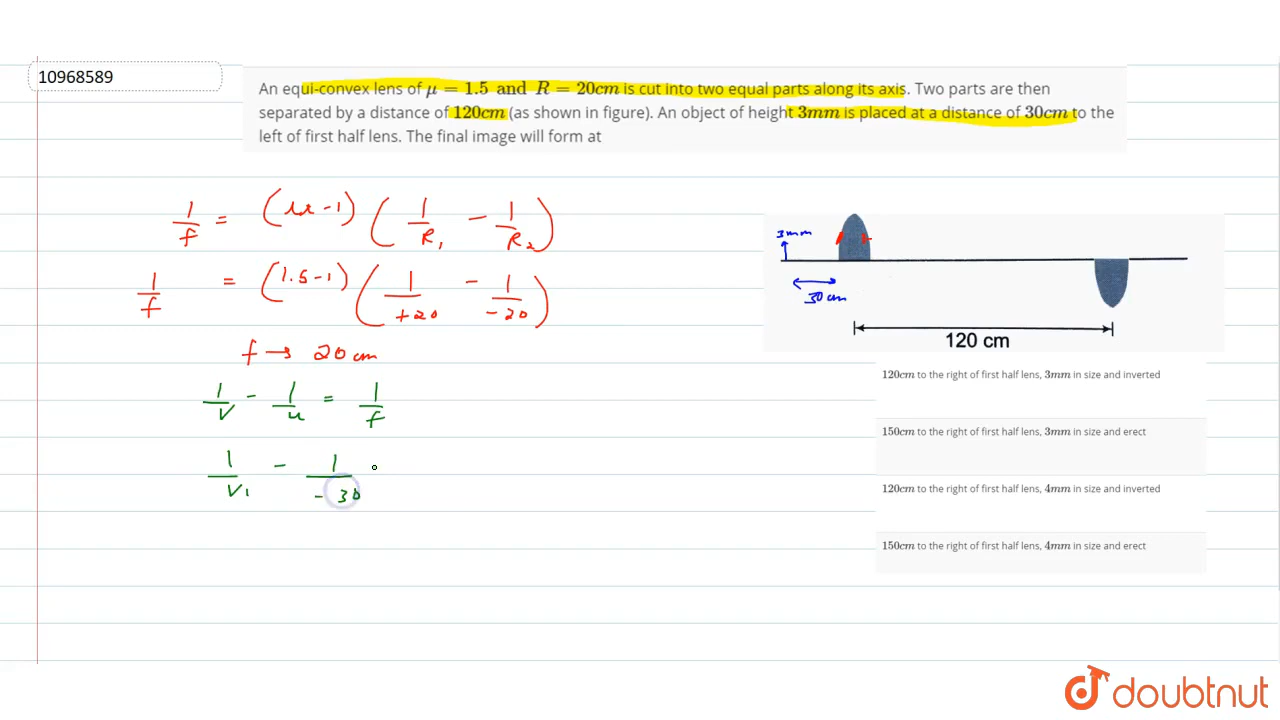 10968589
An equi-convex lens of μ = 1.5 and R = 20cm is cut into two equal parts along its axis. Two parts are then
separated by a distance of 120cm (as shown in figure). An object of height 3mm is placed at a distance of 30cm to the
left of first half lens. The final image will form at
1/f = (μ-1) (1/R₁ - 1/R₂)
1/f = (1.5-1) (1/+20 - 1/-20)
f → 20 cm
1/v - 1/u = 1/f
1/v₁ - 1/-30
3mm
30cm
120 cm
120cm to the right of first half lens, 3mm in size and inverted
150cm to the right of first half lens, 3mm in size and erect
120cm to the right of first half lens, 4mm in size and inverted
150cm to the right of first half lens, 4mm in size and erect
doubtnut